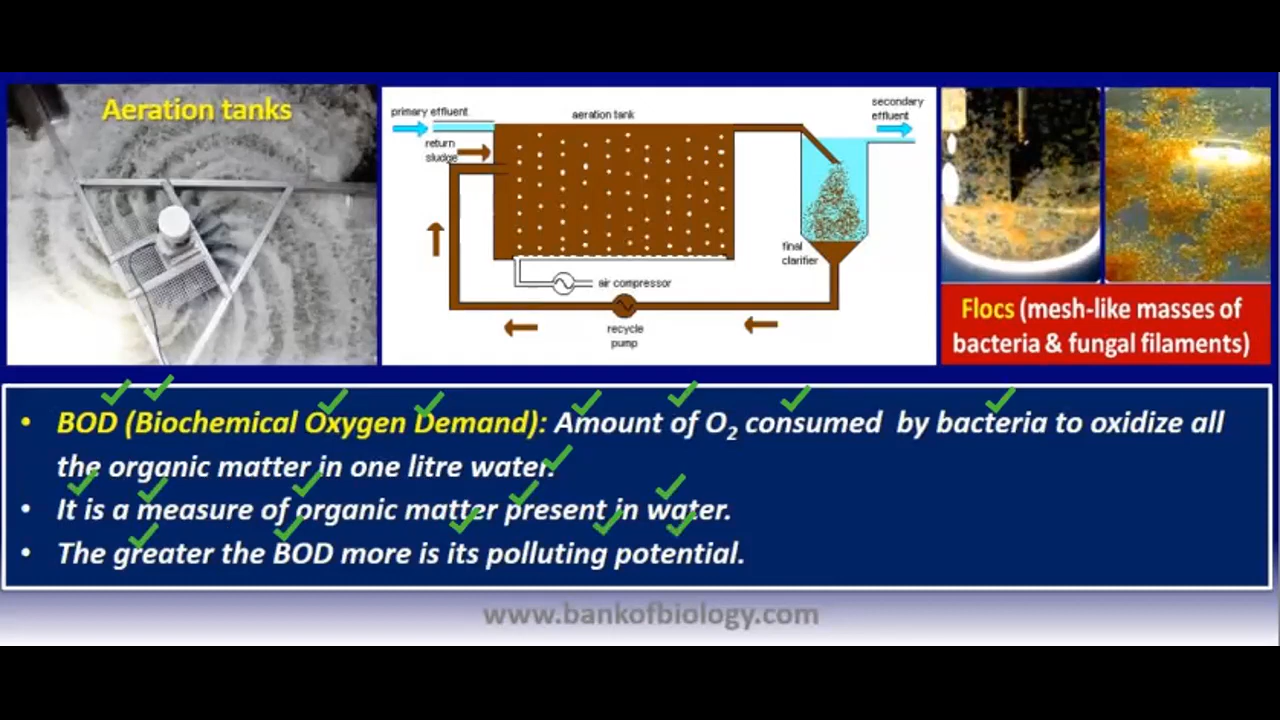 Aeration tanks
primary effluent
return
sludge
aeration tank
secondary
effluent
final
clarifier
air compressor
recycle
pump
Flocs (mesh-like masses of
bacteria & fungal filaments)
• BOD (Biochemical Oxygen Demand): Amount of O₂ consumed by bacteria to oxidize all
the organic matter in one litre water.
• It is a measure of organic matter present in water.
• The greater the BOD more is its polluting potential.
www.bankofbiology.com